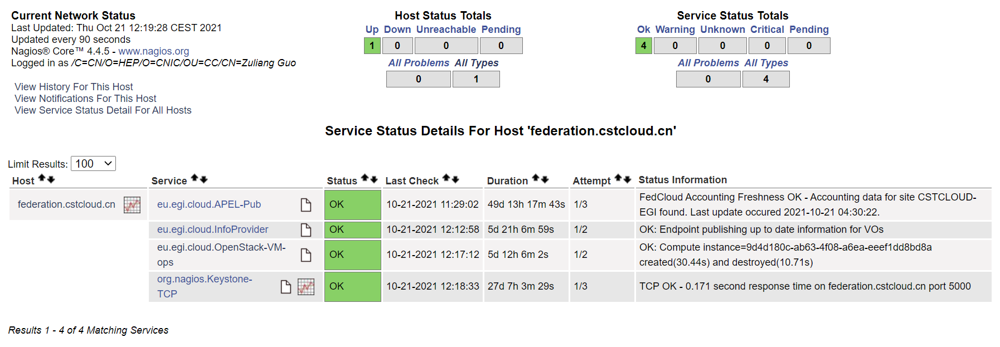 Current Network Status
Last Updated: Thu Oct 21 12:19:28 CEST 2021
Updated every 90 seconds
Nagios® Core™ 4.4.5 - www.nagios.org
Logged in as /C=CN/O=HEP/O=CNIC/OU=CC/CN=Zuliang Guo
View History For This Host
View Notifications For This Host
View Service Status Detail For All Hosts
Host Status Totals
Up Down Unreachable Pending
1 0 0 0
All Problems All Types
0 1
Service Status Totals
Ok Warning Unknown Critical Pending
4 0 0 0 0
All Problems All Types
0 4
Service Status Details For Host 'federation.cstcloud.cn'
Limit Results: 100
Host Service Status Last Check Duration Attempt Status Information
federation.cstcloud.cn eu.egi.cloud.APEL-Pub OK 10-21-2021 11:29:02 49d 13h 17m 43s 1/3 FedCloud Accounting Freshness OK - Accounting data for site CSTCLOUD-
EGI found. Last update occured 2021-10-21 04:30:22.
eu.egi.cloud.InfoProvider OK 10-21-2021 12:12:58 5d 21h 6m 59s 1/2 OK: Endpoint publishing up to date information for VOs
eu.egi.cloud.OpenStack-VM-
ops OK 10-21-2021 12:17:12 5d 12h 6m 2s 1/2 OK: Compute instance=9d4d180c-ab63-4f08-a6ea-eeef1dd8bd8a
created(30.44s) and destroyed(10.71s)
org.nagios.Keystone-
TCP OK 10-21-2021 12:18:33 27d 7h 3m 29s 1/3 TCP OK - 0.171 second response time on federation.cstcloud.cn port 5000
Results 1 - 4 of 4 Matching Services